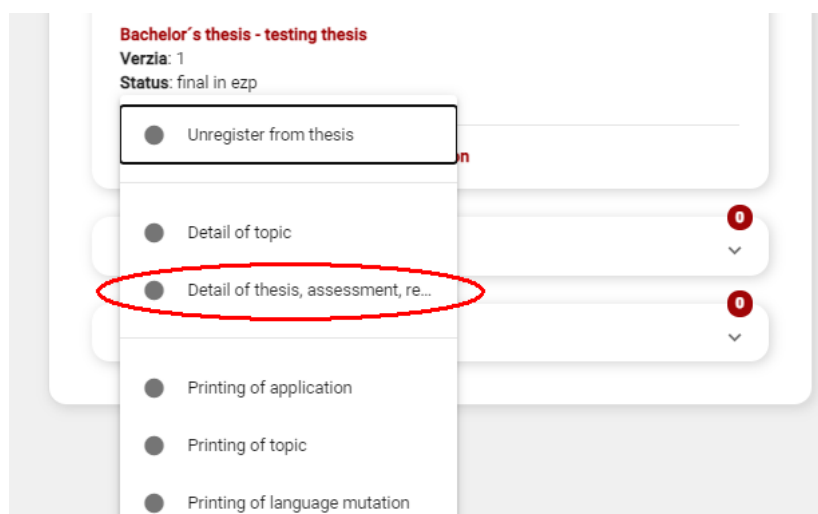 Bachelor´s thesis - testing thesis
Verzia: 1
Status: final in ezp
Unregister from thesis
Detail of topic
0
Detail of thesis, assessment, re...
0
Printing of application
Printing of topic
Printing of language mutation